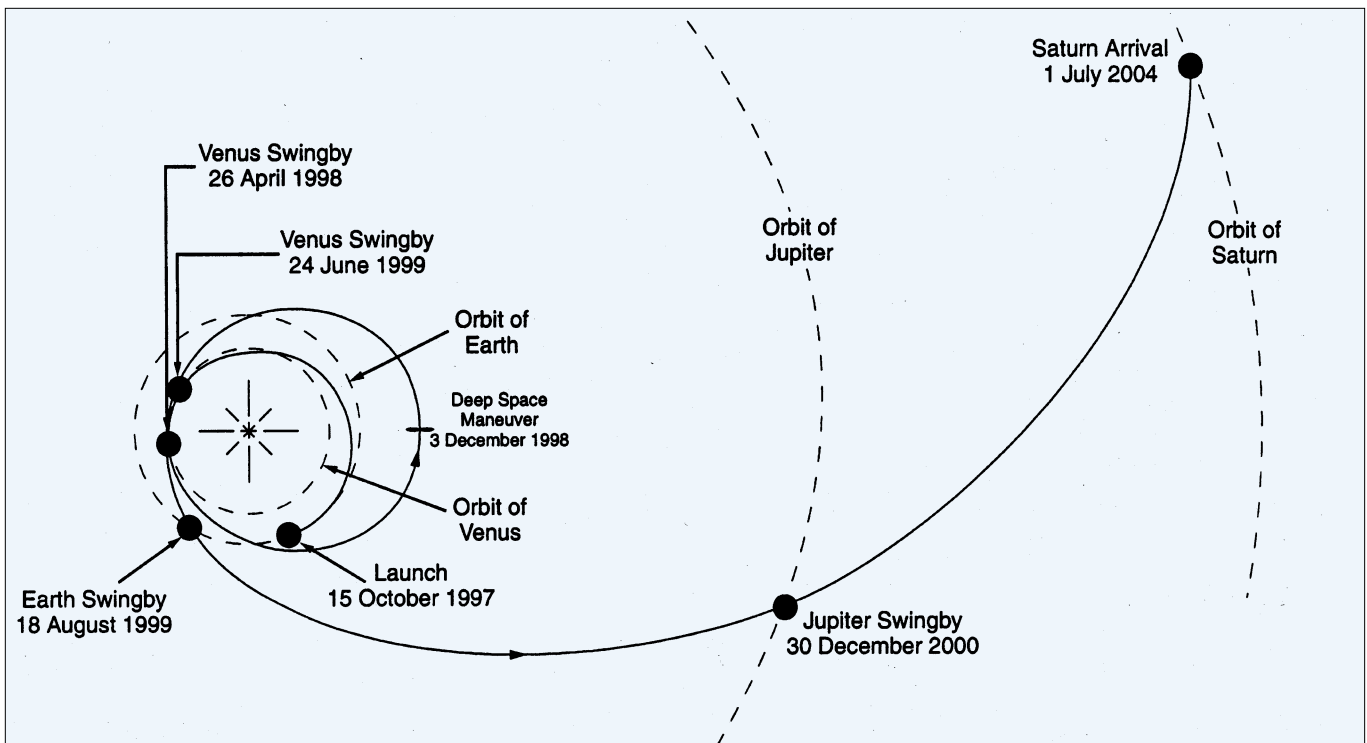 Saturn Arrival
1 July 2004
Venus Swingby
26 April 1998
Orbit of
Jupiter
Orbit of
Saturn
Venus Swingby
24 June 1999
Orbit of
Earth
Deep Space
Maneuver
3 December 1998
Orbit of
Venus
Launch
15 October 1997
Earth Swingby
18 August 1999
Jupiter Swingby
30 December 2000